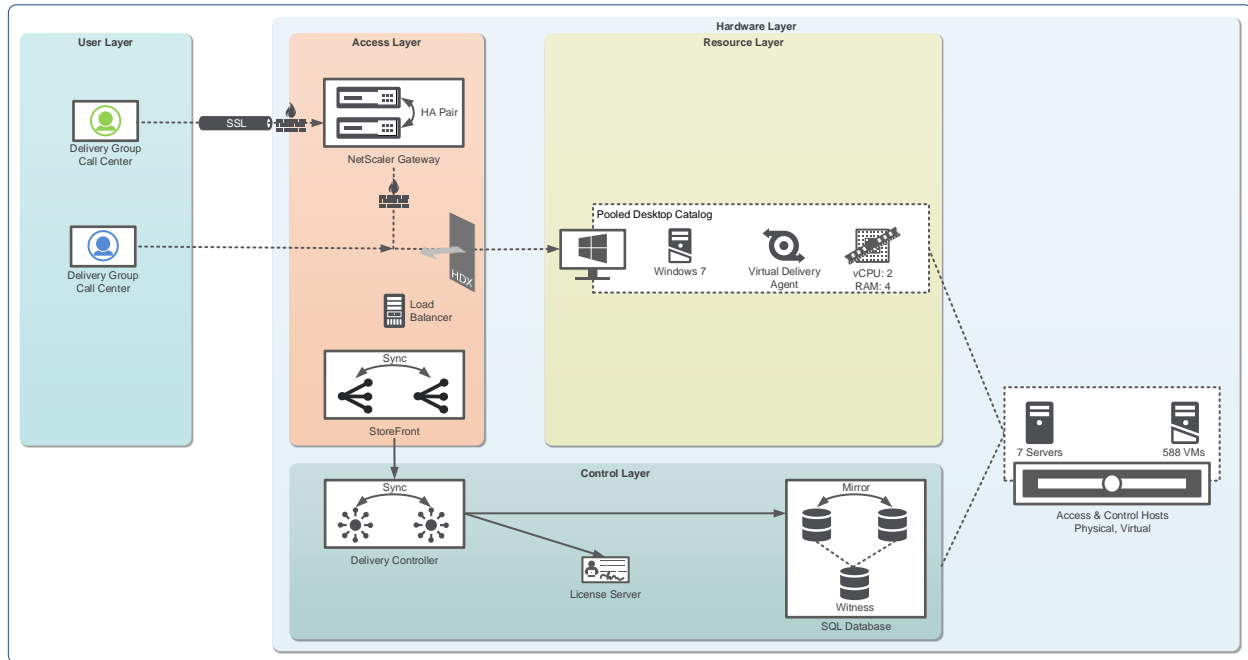 Hardware Layer
User Layer
Access Layer
Resource Layer
HA Pair
SSL
Delivery Group
Call Center
NetScaler Gateway
Pooled Desktop Catalog
Windows 7
Virtual Delivery
Agent
vCPU: 2
RAM: 4
Delivery Group
Call Center
HDX
Load
Balancer
Sync
StoreFront
7 Servers
588 VMs
Access & Control Hosts
Physical, Virtual
Control Layer
Sync
Mirror
Delivery Controller
License Server
Witness
SQL Database